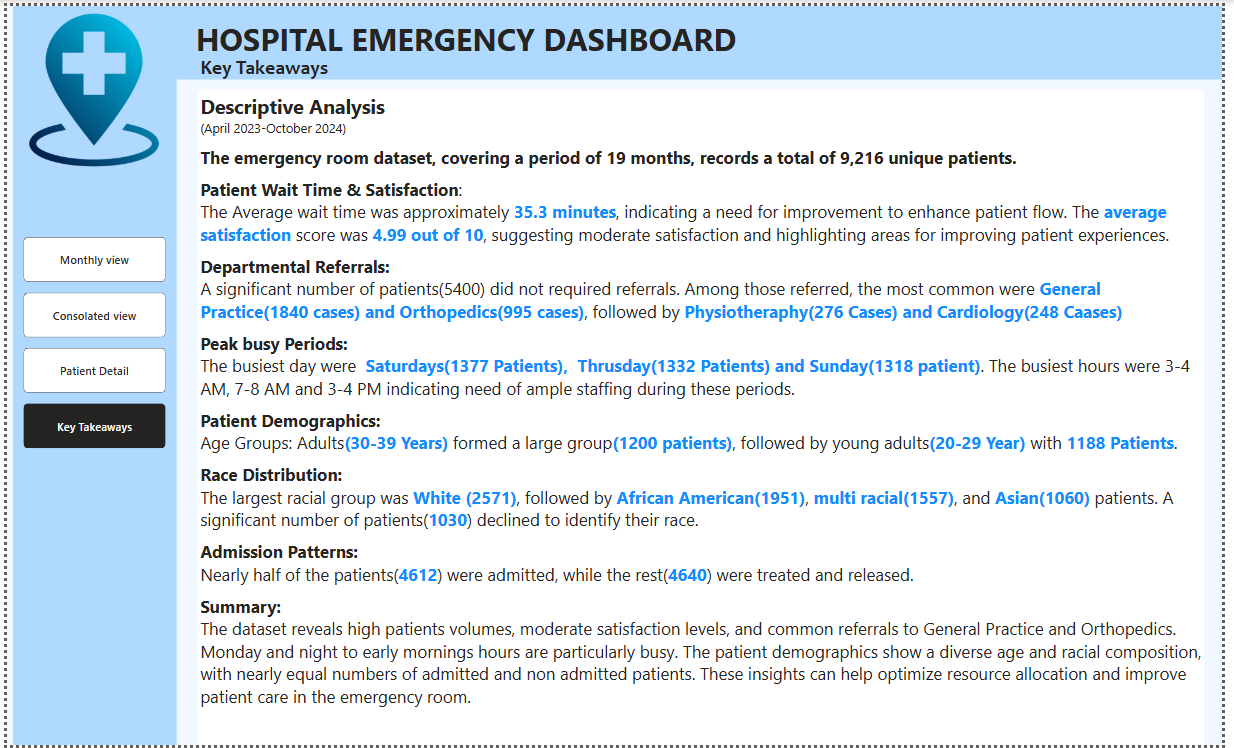 HOSPITAL EMERGENCY DASHBOARD
Key Takeaways
Monthly view
Consolated view
Patient Detail
Key Takeaways
Descriptive Analysis
(April 2023-October 2024)
The emergency room dataset, covering a period of 19 months, records a total of 9,216 unique patients.
Patient Wait Time & Satisfaction:
The Average wait time was approximately 35.3 minutes, indicating a need for improvement to enhance patient flow. The average
satisfaction score was 4.99 out of 10, suggesting moderate satisfaction and highlighting areas for improving patient experiences.
Departmental Referrals:
A significant number of patients(5400) did not required referrals. Among those referred, the most common were General
Practice(1840 cases) and Orthopedics(995 cases), followed by Physiotheraphy(276 Cases) and Cardiology(248 Caases)
Peak busy Periods:
The busiest day were Saturdays(1377 Patients), Thrusday(1332 Patients) and Sunday(1318 patient). The busiest hours were 3-4
AM, 7-8 AM and 3-4 PM indicating need of ample staffing during these periods.
Patient Demographics:
Age Groups: Adults(30-39 Years) formed a large group(1200 patients), followed by young adults(20-29 Year) with 1188 Patients.
Race Distribution:
The largest racial group was White (2571), followed by African American(1951), multi racial(1557), and Asian(1060) patients. A
significant number of patients(1030) declined to identify their race.
Admission Patterns:
Nearly half of the patients(4612) were admitted, while the rest(4640) were treated and released.
Summary:
The dataset reveals high patients volumes, moderate satisfaction levels, and common referrals to General Practice and Orthopedics.
Monday and night to early mornings hours are particularly busy. The patient demographics show a diverse age and racial composition,
with nearly equal numbers of admitted and non admitted patients. These insights can help optimize resource allocation and improve
patient care in the emergency room.